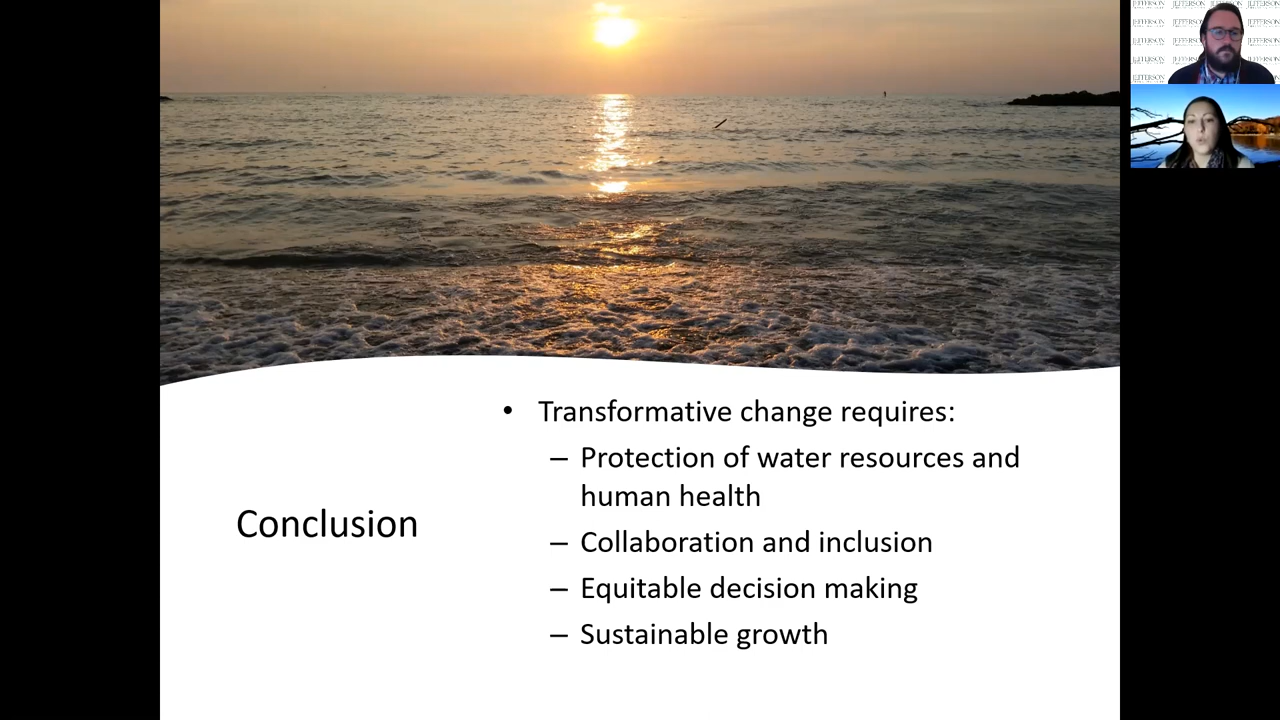 Conclusion
• Transformative change requires:
– Protection of water resources and
human health
– Collaboration and inclusion
– Equitable decision making
– Sustainable growth
JEFFERSON